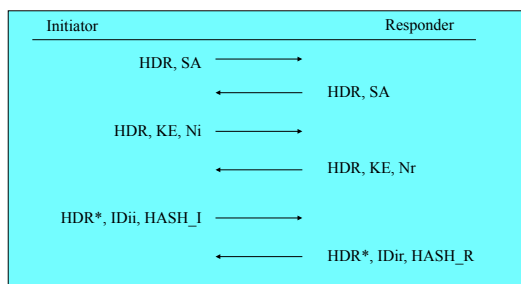 Initiator Responder
HDR, SA
HDR, SA
HDR, KE, Ni
HDR, KE, Nr
HDR*, IDii, HASH_I
HDR*, IDir, HASH_R